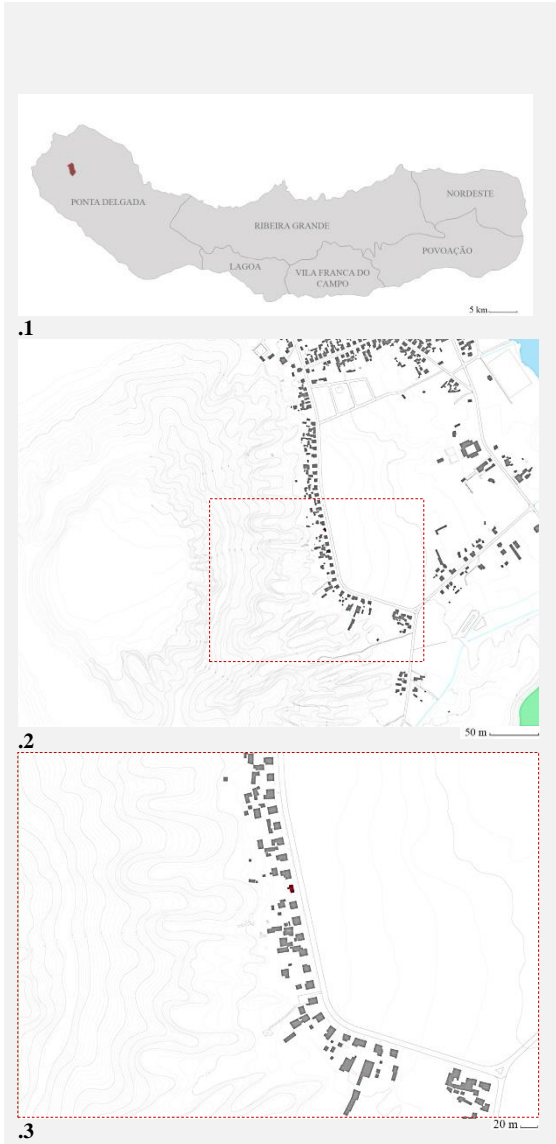 NORDESTE
PONTA DELGADA
RIBEIRA GRANDE
POVOAÇÃO
LAGOA
VILA FRANCA DO
CAMPO
5 km
.1
.2
50 m
.3
20 m